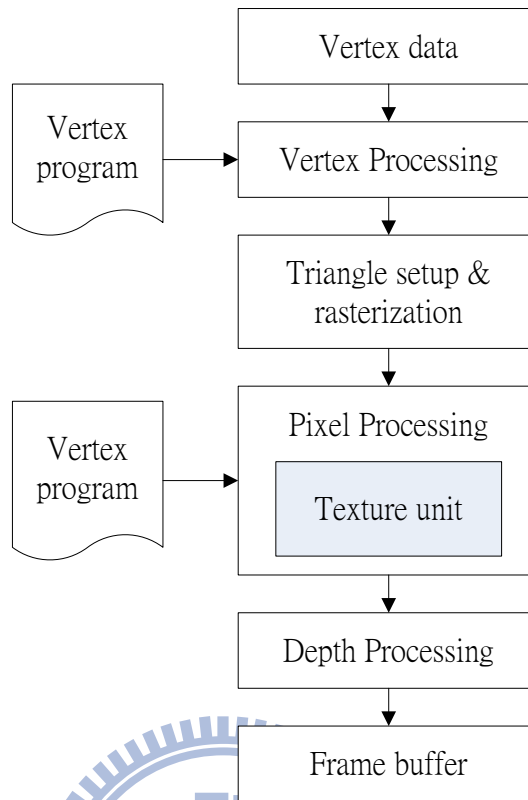 Vertex data
Vertex
program
Vertex Processing
Triangle setup &
rasterization
Vertex
program
Pixel Processing
Texture unit
Depth Processing
Frame buffer